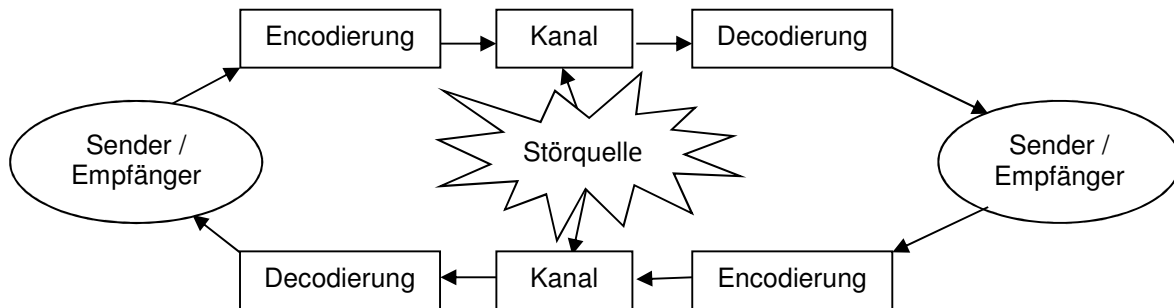 Encodierung
Kanal
Decodierung
Sender /
Empfänger
Störquelle
Sender /
Empfänger
Decodierung
Kanal
Encodierung